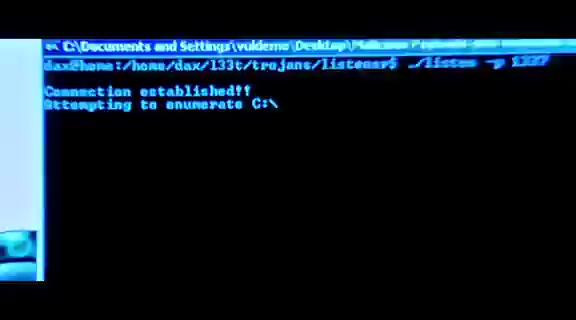 C:\Documents and Settings\vuldemo\Desktop\Malicious
dax@home:/home/dax/l33t/trojans/listener$ ./listen -p 1337
Connection established!!
Attempting to enumerate C:\